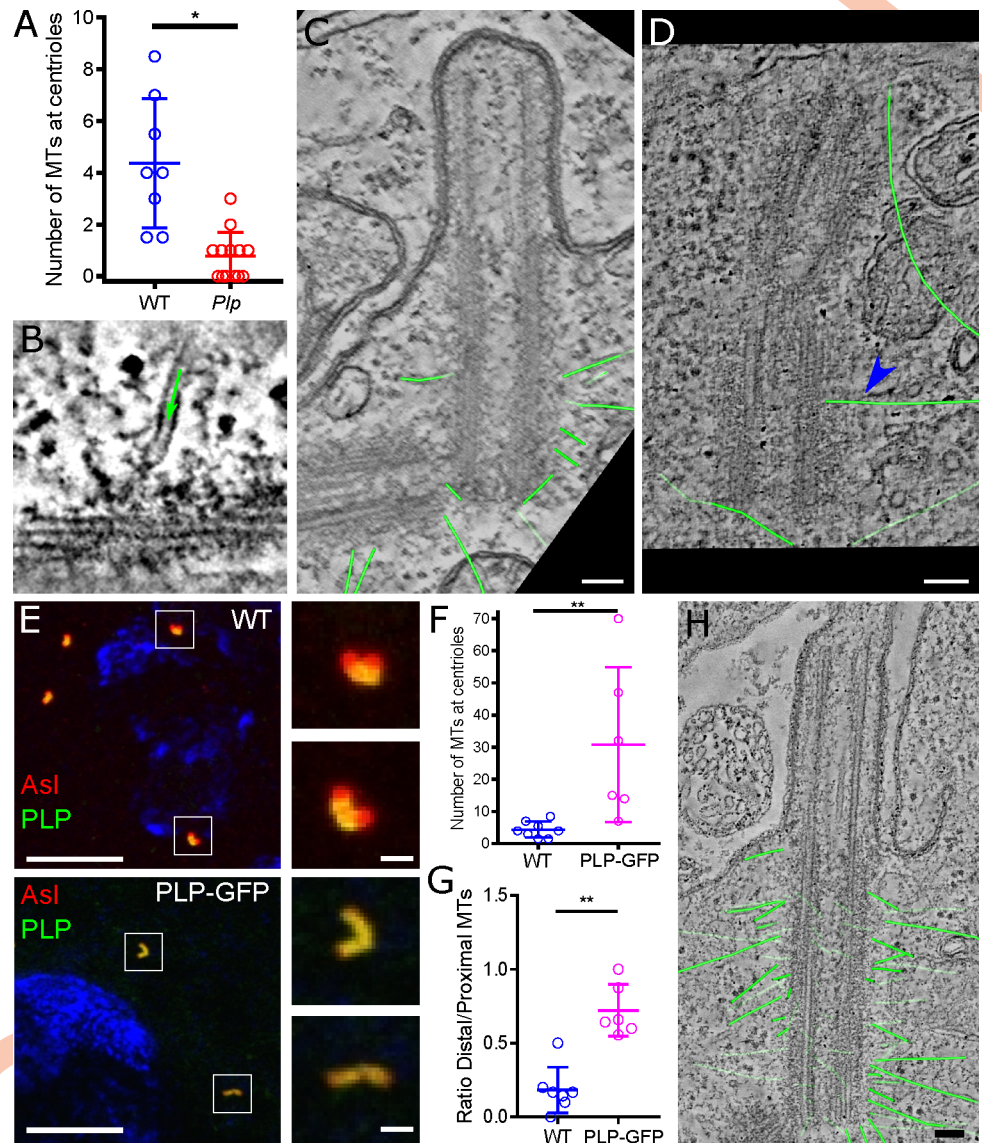 A
Number of MTs at centrioles
10
8
6
4
2
0
*
WT
Plp
B
C
D
E
WT
Asl
PLP
PLP-GFP
Asl
PLP
F
Number of MTs at centrioles
70
60
50
40
30
20
10
0
**
WT
PLP-GFP
G
Ratio Distal/Proximal MTs
1.5
1.0
0.5
0.0
**
WT
PLP-GFP
H